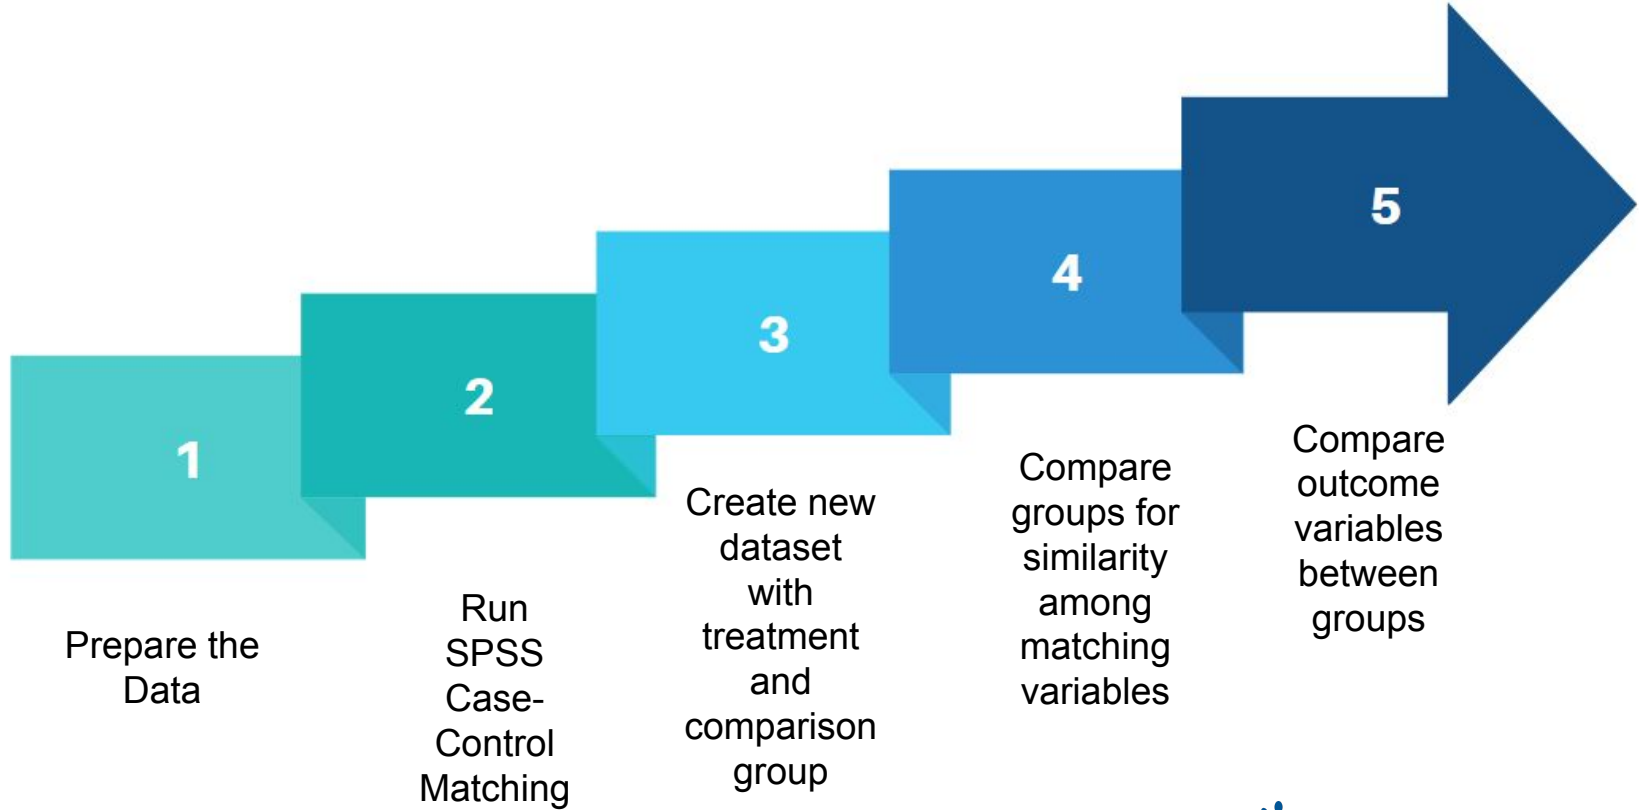 1
Prepare the
Data
2
Run
SPSS
Case-
Control
Matching
3
Create new
dataset
with
treatment
and
comparison
group
4
Compare
groups for
similarity
among
matching
variables
5
Compare
outcome
variables
between
groups